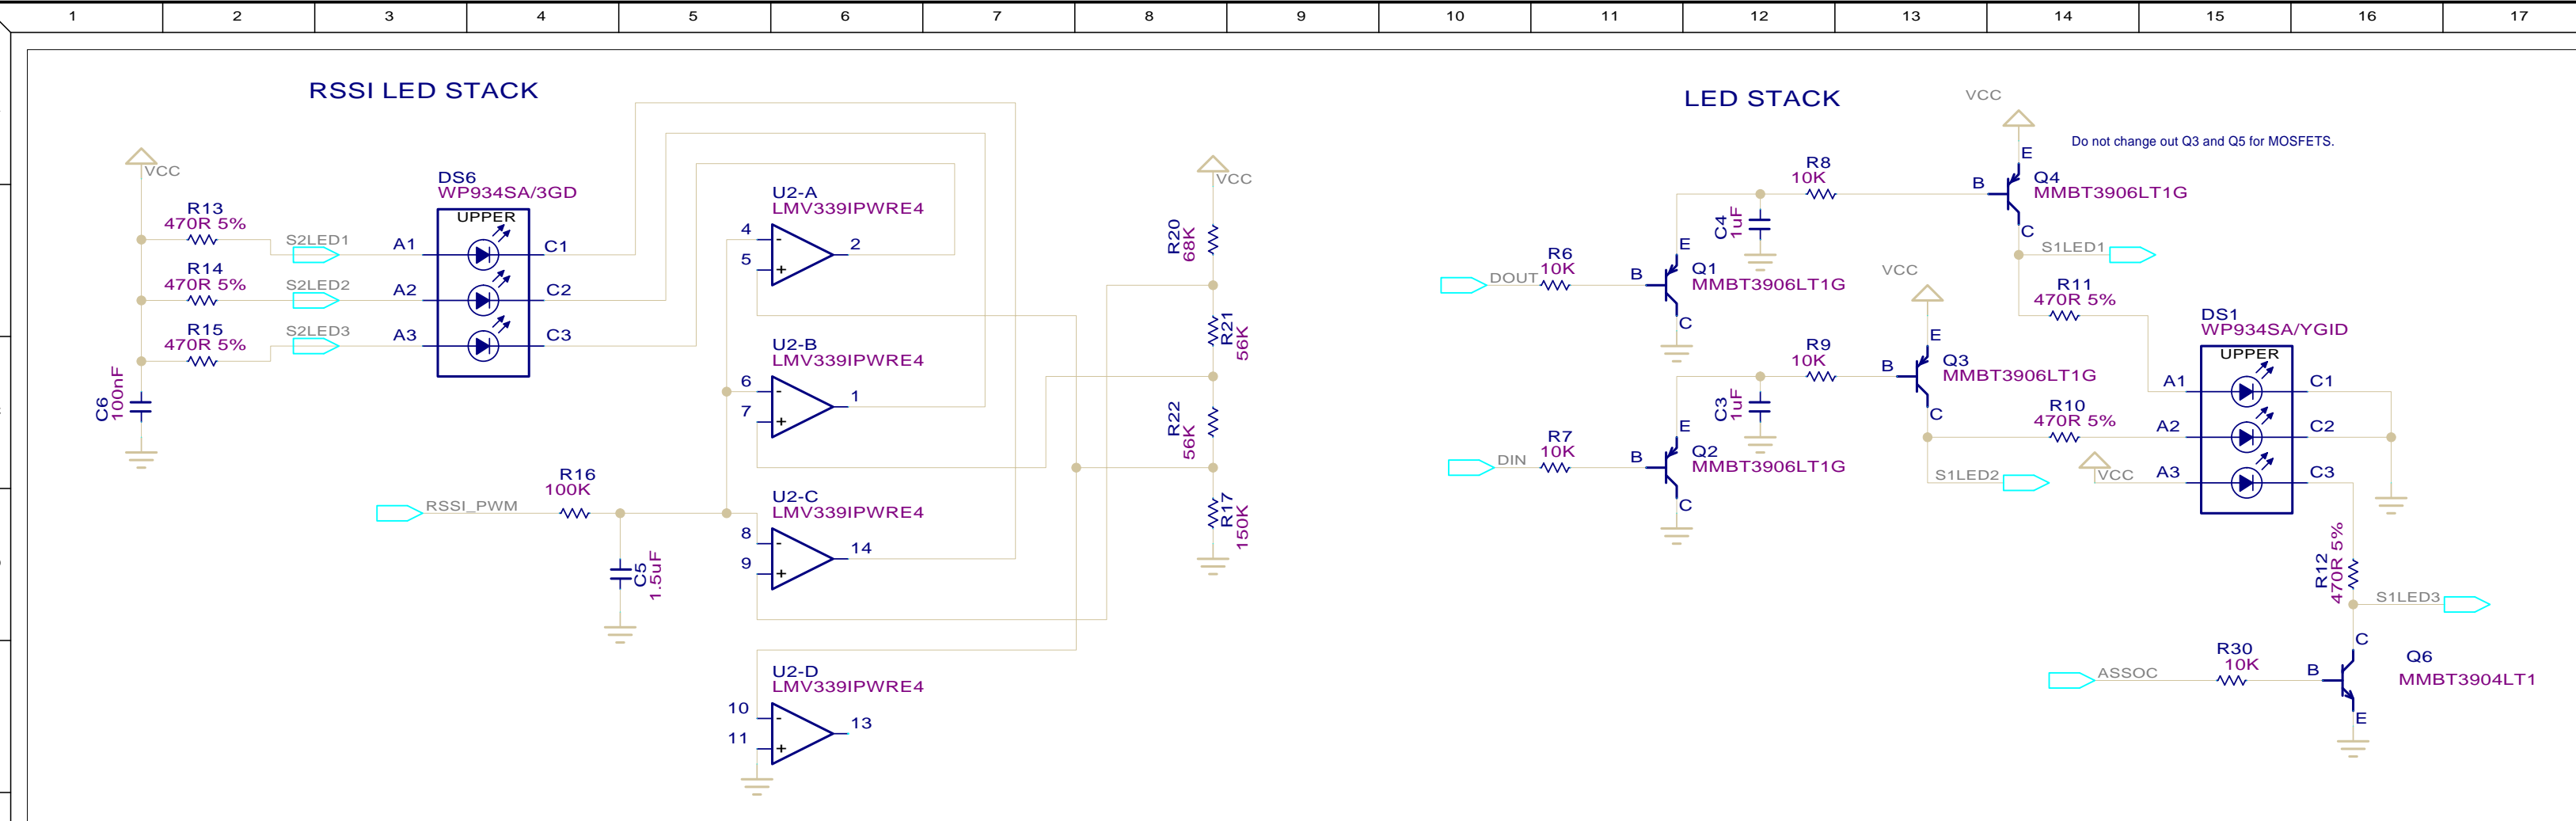 1 2 3 4 5 6 7 8 9 10 11 12 13 14 15 16 17
RSSI LED STACK
VCC
R13
470R 5%
S2LED1
R14
470R 5%
S2LED2
R15
470R 5%
S2LED3
C6
100nF
DS6
WP934SA/3GD
UPPER
A1
C1
A2
C2
A3
C3
RSSI_PWM
R16
100K
C5
1.5uF
U2-A
LMV339IPWRE4
4
-
2
5
+
U2-B
LMV339IPWRE4
6
-
1
7
+
U2-C
LMV339IPWRE4
8
-
14
9
+
U2-D
LMV339IPWRE4
10
-
13
11
+
VCC
R20
68K
R21
56K
R22
56K
R17
150K
LED STACK
VCC
Do not change out Q3 and Q5 for MOSFETS.
DOUT
R6
10K
B
E
C
Q1
MMBT3906LT1G
C4
1uF
R8
10K
B
E
C
Q4
MMBT3906LT1G
S1LED1
R11
470R 5%
DIN
R7
10K
B
E
C
Q2
MMBT3906LT1G
C3
1uF
R9
10K
VCC
B
E
C
Q3
MMBT3906LT1G
R10
470R 5%
S1LED2
VCC
DS1
WP934SA/YGID
UPPER
A1
C1
A2
C2
A3
C3
R12
470R 5%
S1LED3
ASSOC
R30
10K
B
C
E
Q6
MMBT3904LT1